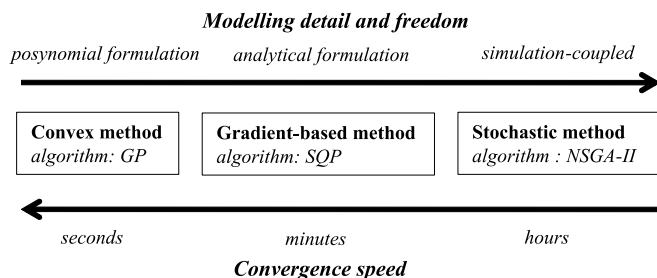 Modelling detail and freedom
posynomial formulation analytical formulation simulation-coupled
Convex method Gradient-based method Stochastic method
algorithm: GP algorithm: SQP algorithm : NSGA-II
seconds minutes hours
Convergence speed